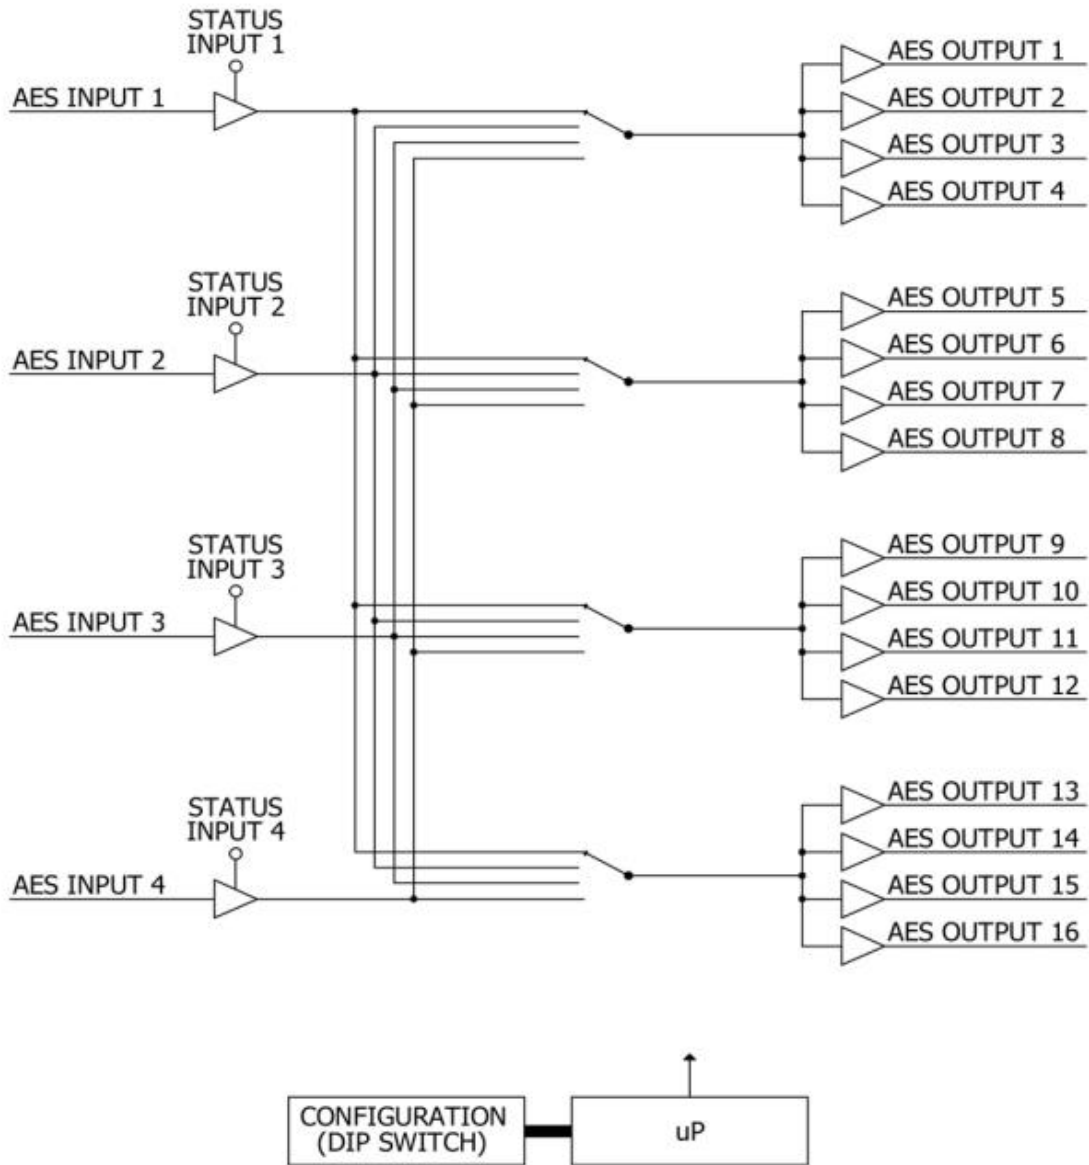 STATUS
INPUT 1
AES INPUT 1
AES OUTPUT 1
AES OUTPUT 2
AES OUTPUT 3
AES OUTPUT 4
STATUS
INPUT 2
AES INPUT 2
AES OUTPUT 5
AES OUTPUT 6
AES OUTPUT 7
AES OUTPUT 8
STATUS
INPUT 3
AES INPUT 3
AES OUTPUT 9
AES OUTPUT 10
AES OUTPUT 11
AES OUTPUT 12
STATUS
INPUT 4
AES INPUT 4
AES OUTPUT 13
AES OUTPUT 14
AES OUTPUT 15
AES OUTPUT 16
CONFIGURATION
(DIP SWITCH)
uP